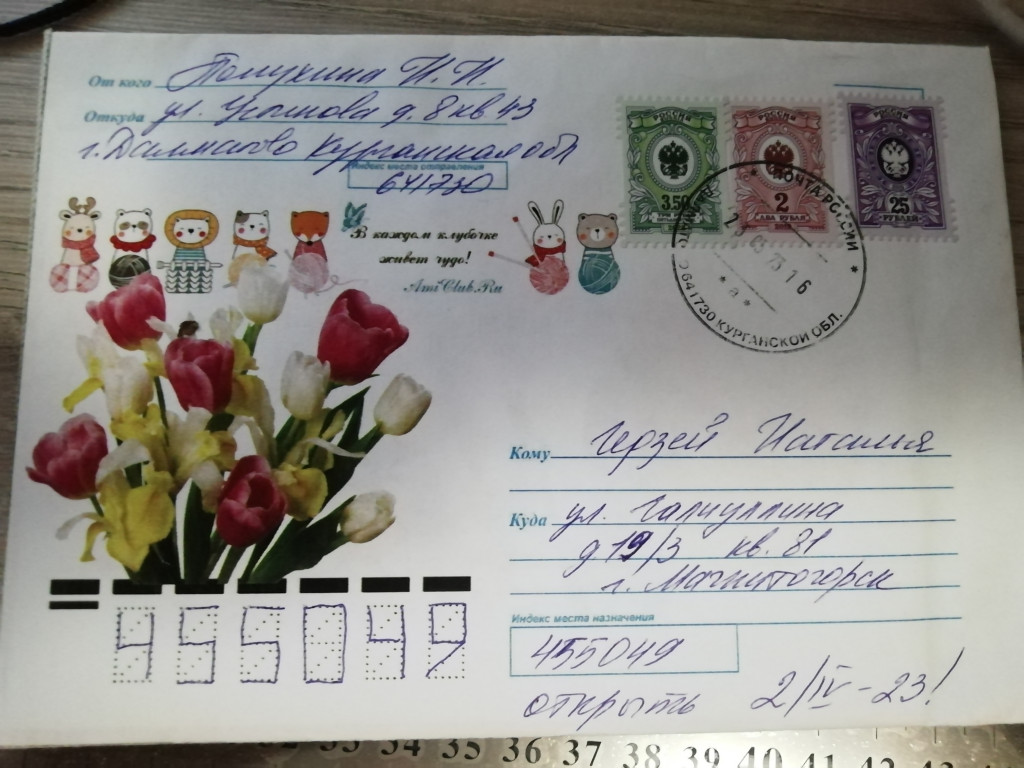 От кого Полухина И. И.
Откуда ул. Усанова д. 8 кв 43
г. Далматово Курганская обл
Индекс места отправления
641730
В каждом клубочке
живет чудо!
AmiClub.Ru
РОССИЯ
3.50
РОССИЯ
2
ДВА РУБЛЯ
РОССИЯ
25
РУБЛЕЙ
ПОЧТА РОССИИ
641730 КУРГАНСКОЙ ОБЛ.
Кому Герзей Наталия
Куда ул. Галиуллина
д 19/3 кв. 81
г. Магнитогорск
Индекс места назначения
455049
455049
открыть 2/IV - 23!
32 33 34 35 36 37 38 39 40 41 42 43